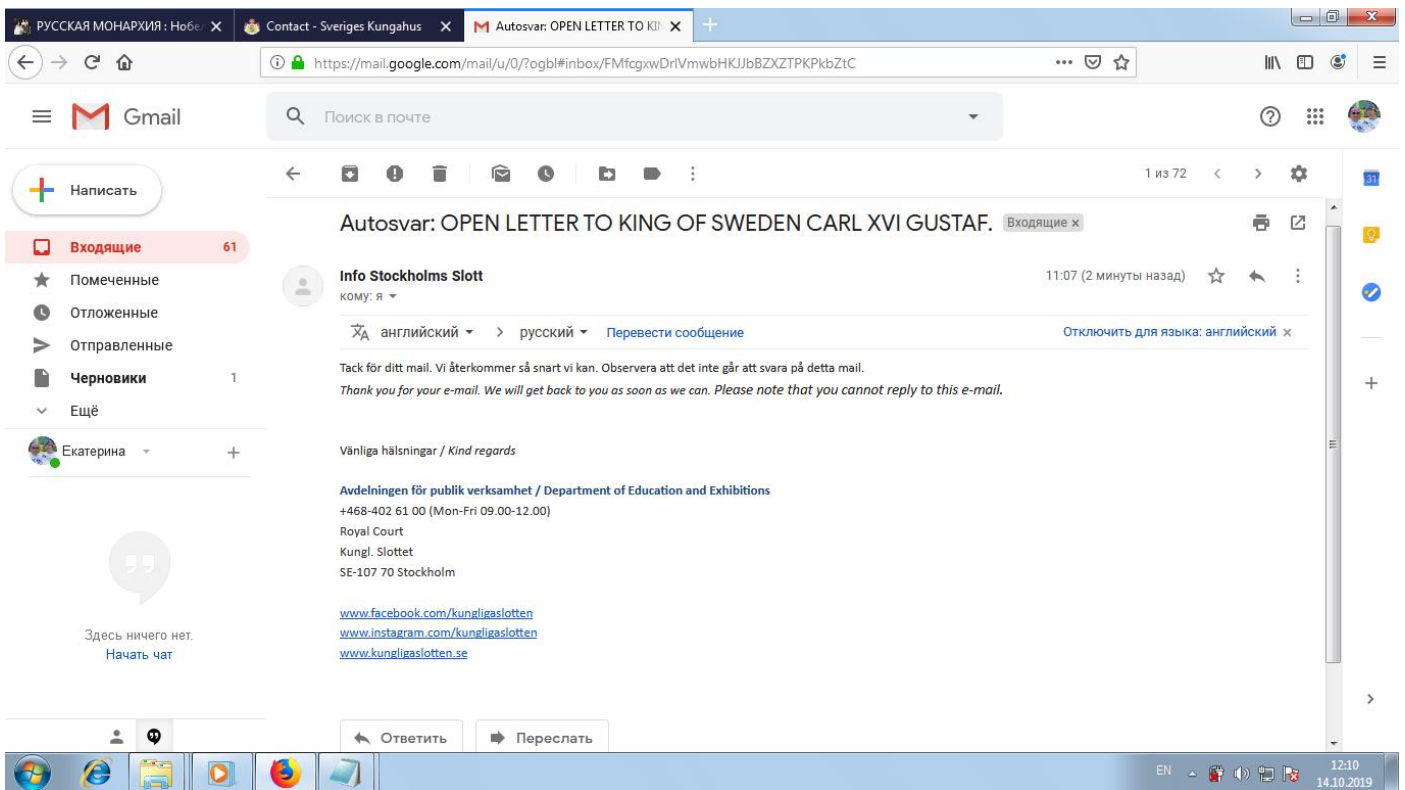 РУССКАЯ МОНАРХИЯ : Нобел
Contact - Sveriges Kungahus
Autosvar: OPEN LETTER TO KIN
https://mail.google.com/mail/u/0/?ogbl#inbox/FMfcgxwDrlVmwbHKJJbBZXZTPKPkbZtC
Gmail
Поиск в почте
Написать
1 из 72
31
Autosvar: OPEN LETTER TO KING OF SWEDEN CARL XVI GUSTAF. Входящие ×
Входящие 61
Помеченные
Отложенные
Отправленные
Черновики 1
Ещё
Екатерина
Здесь ничего нет.
Начать чат
Info Stockholms Slott
11:07 (2 минуты назад)
кому: я
английский > русский Перевести сообщение
Отключить для языка: английский ×
Tack för ditt mail. Vi återkommer så snart vi kan. Observera att det inte går att svara på detta mail.
Thank you for your e-mail. We will get back to you as soon as we can. Please note that you cannot reply to this e-mail.
Vänliga hälsningar / Kind regards
Avdelningen för publik verksamhet / Department of Education and Exhibitions
+468-402 61 00 (Mon-Fri 09.00-12.00)
Royal Court
Kungl. Slottet
SE-107 70 Stockholm
www.facebook.com/kungligaslotten
www.instagram.com/kungligaslotten
www.kungligaslotten.se
Ответить
Переслать
EN
12:10
14.10.2019